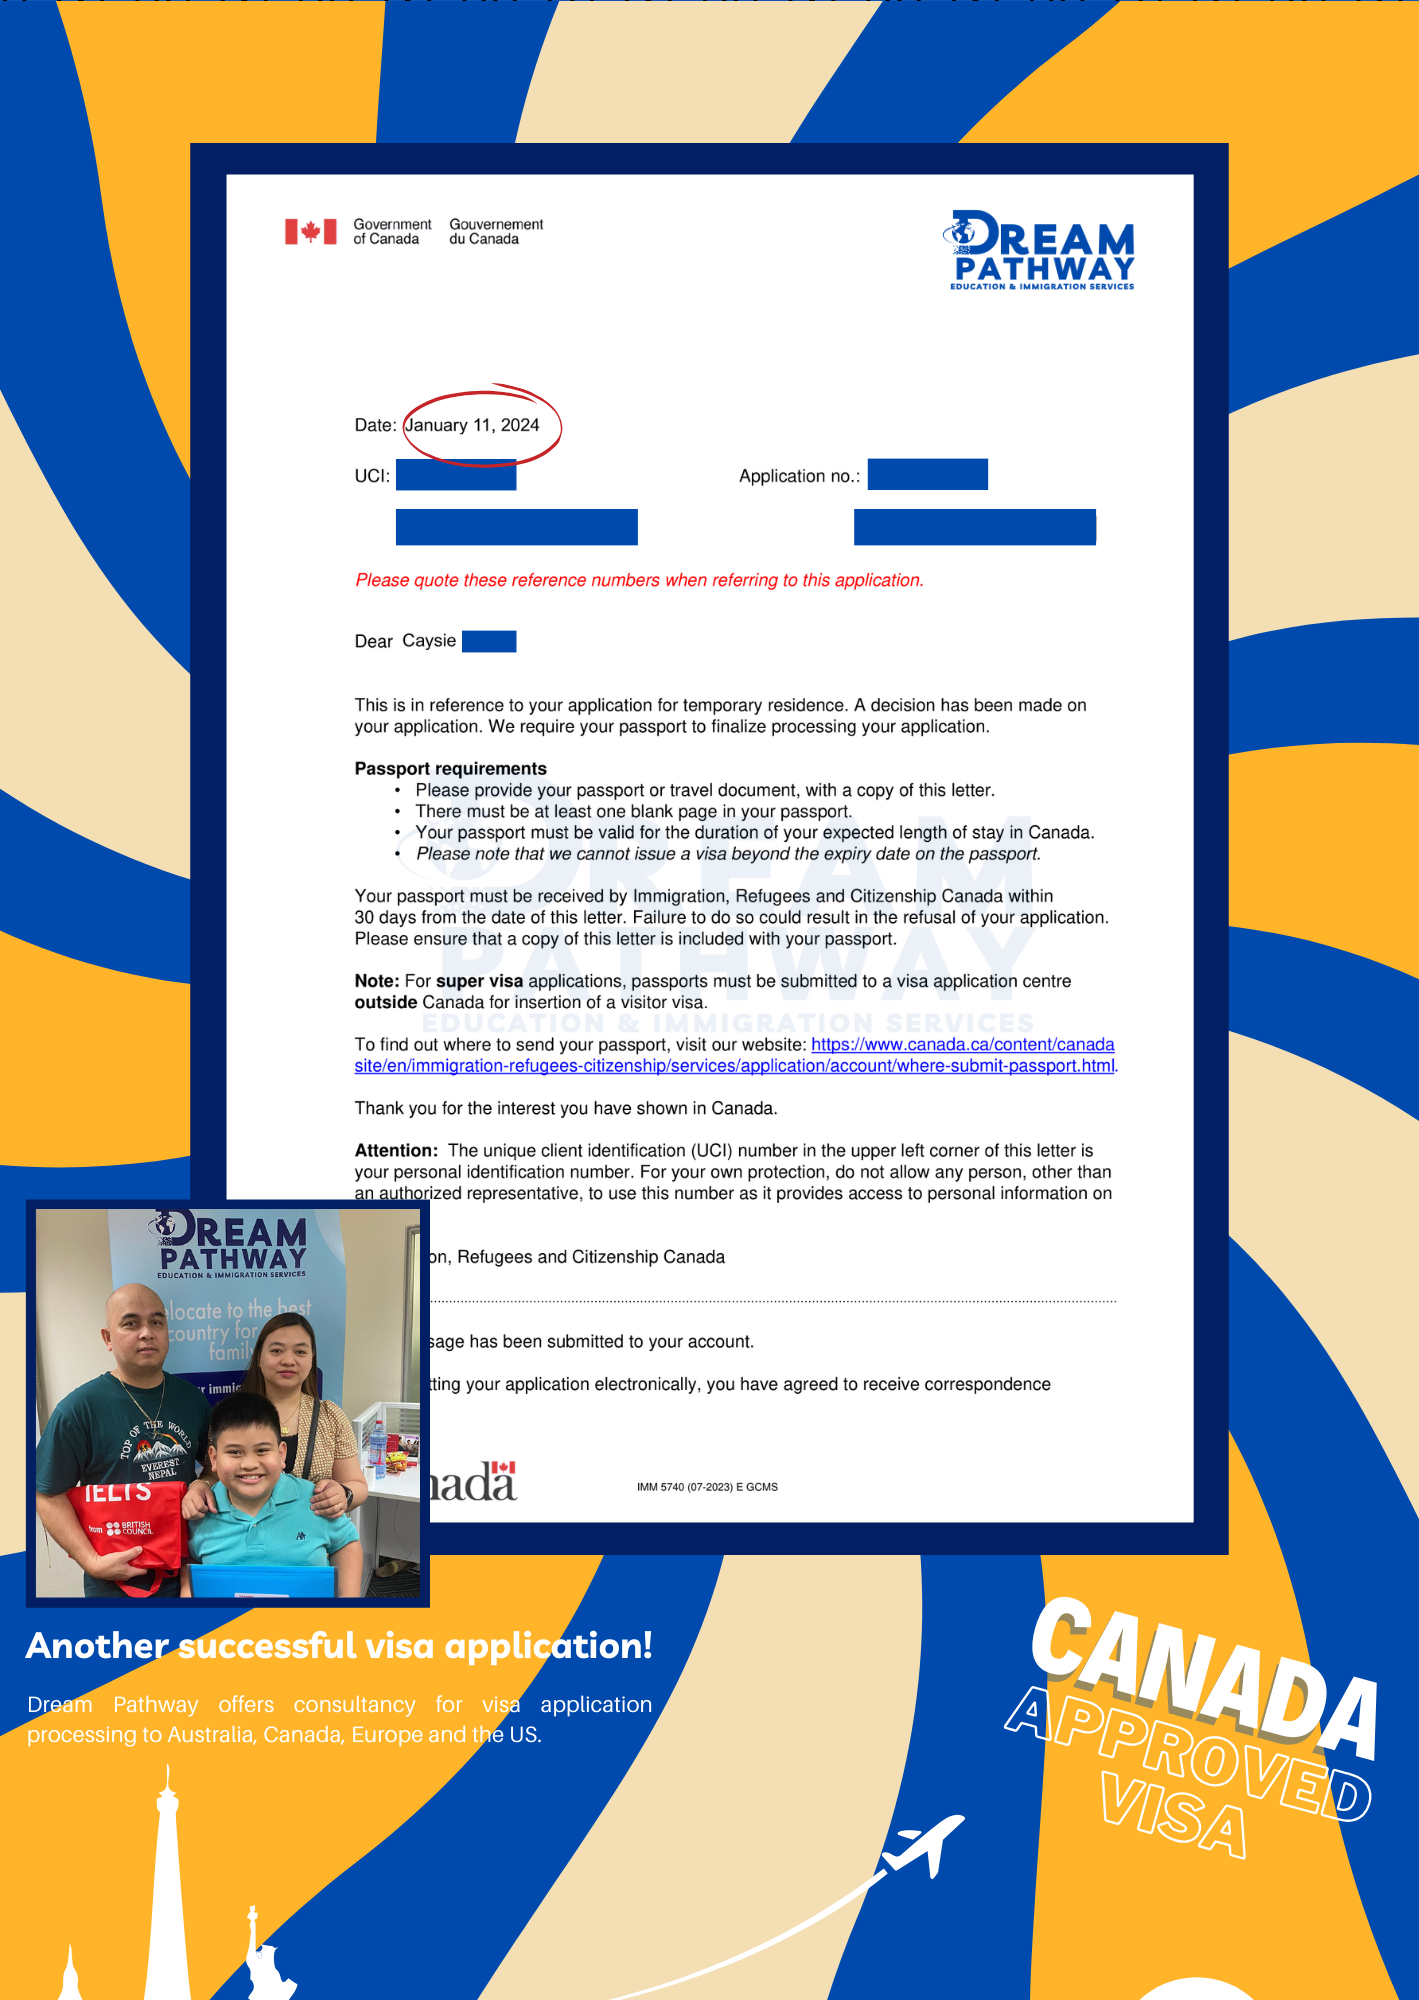 Government Gouvernement
of Canada du Canada
DREAM
PATHWAY
EDUCATION & IMMIGRATION SERVICES
Date: January 11, 2024
UCI: Application no.:
Please quote these reference numbers when referring to this application.
Dear Caysie
This is in reference to your application for temporary residence. A decision has been made on
your application. We require your passport to finalize processing your application.
Passport requirements
• Please provide your passport or travel document, with a copy of this letter.
• There must be at least one blank page in your passport.
• Your passport must be valid for the duration of your expected length of stay in Canada.
• Please note that we cannot issue a visa beyond the expiry date on the passport.
Your passport must be received by Immigration, Refugees and Citizenship Canada within
30 days from the date of this letter. Failure to do so could result in the refusal of your application.
Please ensure that a copy of this letter is included with your passport.
Note: For super visa applications, passports must be submitted to a visa application centre
outside Canada for insertion of a visitor visa.
To find out where to send your passport, visit our website: https://www.canada.ca/content/canada
site/en/immigration-refugees-citizenship/services/application/account/where-submit-passport.html.
Thank you for the interest you have shown in Canada.
Attention: The unique client identification (UCI) number in the upper left corner of this letter is
your personal identification number. For your own protection, do not allow any person, other than
an authorized representative, to use this number as it provides access to personal information on
on, Refugees and Citizenship Canada
sage has been submitted to your account.
tting your application electronically, you have agreed to receive correspondence
nada
IMM 5740 (07-2023) E GCMS
DREAM
PATHWAY
EDUCATION & IMMIGRATION SERVICES
DREAM
PATHWAY
EDUCATION & IMMIGRATION SERVICES
elocate to the best
country for
family
r immig
TOP OF THE WORLD
EVEREST
NEPAL
IELTS
from BRITISH
COUNCIL
Another successful visa application!
Dream Pathway offers consultancy for visa application
processing to Australia, Canada, Europe and the US.
CANADA
APPROVED
VISA